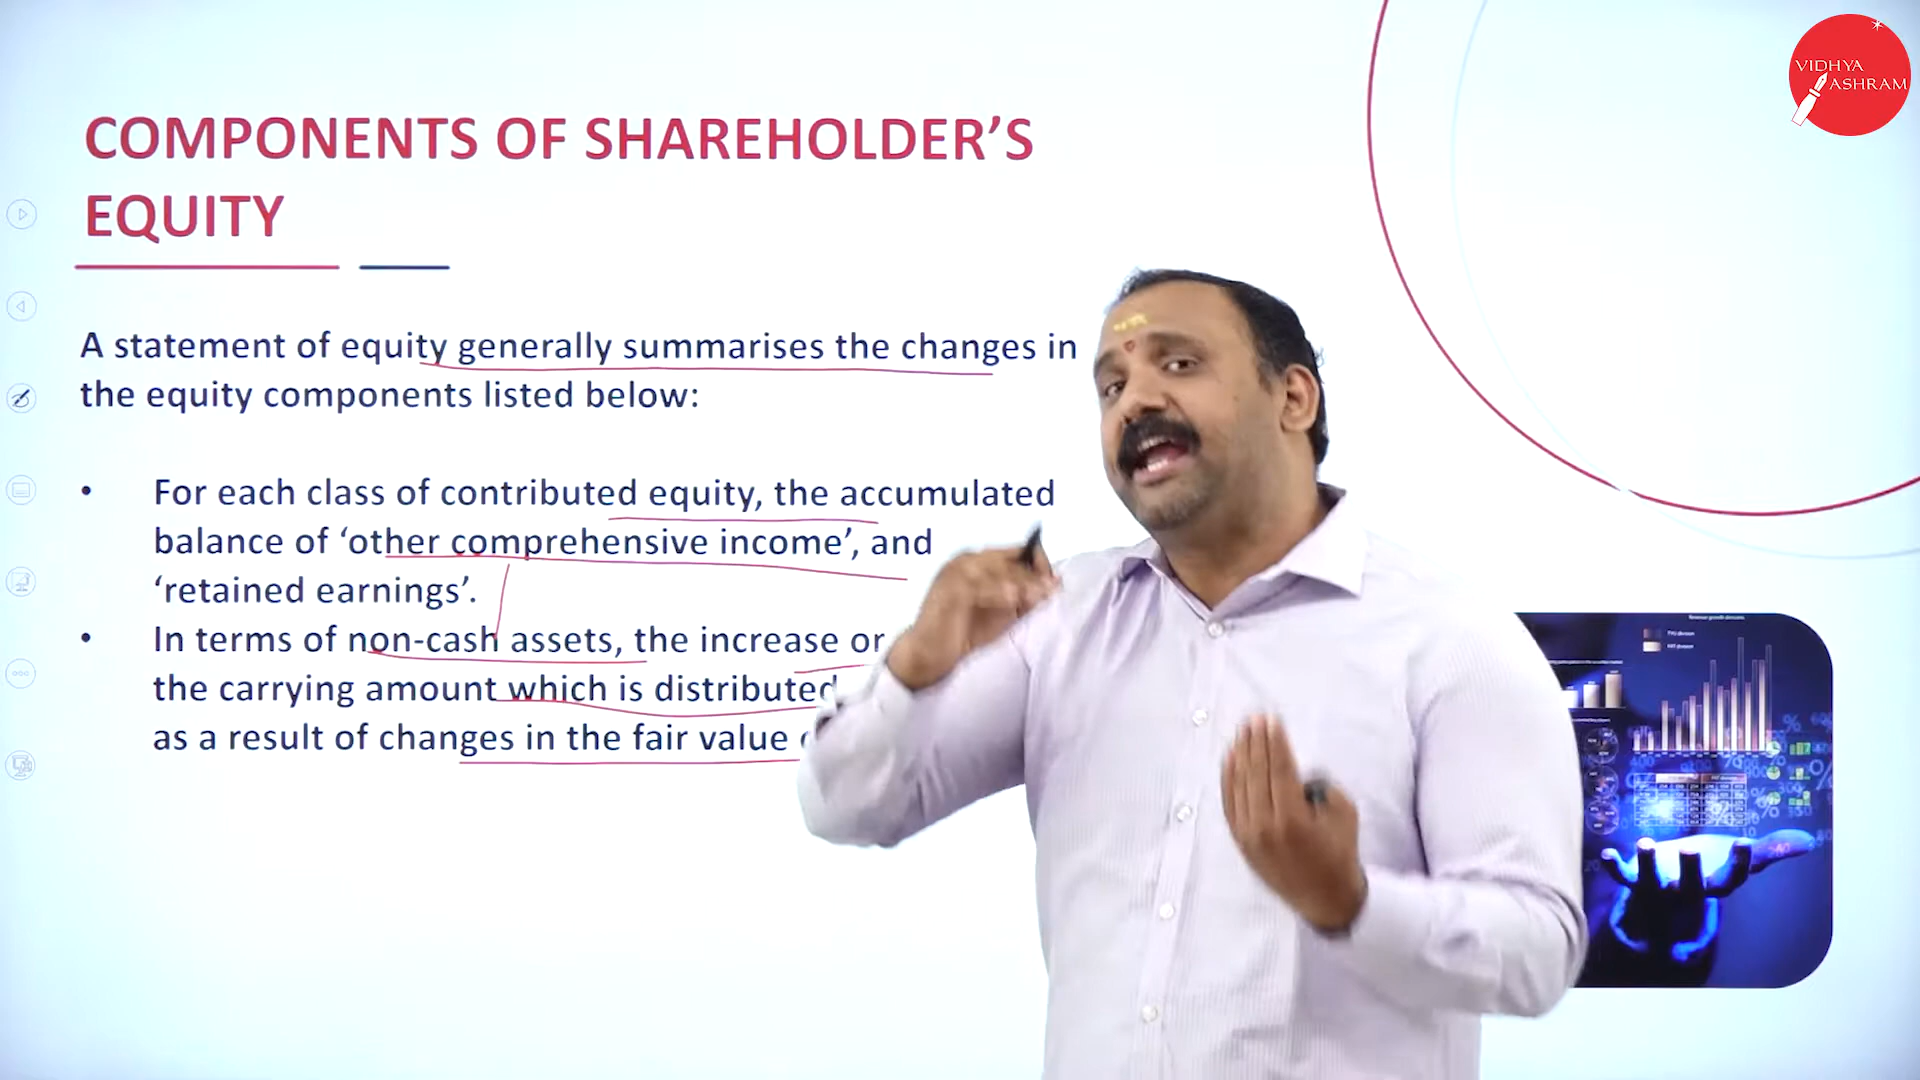 VIDHYA
ASHRAM
COMPONENTS OF SHAREHOLDER’S
EQUITY
A statement of equity generally summarises the changes in
the equity components listed below:
• For each class of contributed equity, the accumulated
balance of ‘other comprehensive income’, and
‘retained earnings’.
• In terms of non-cash assets, the increase or
the carrying amount which is distributed
as a result of changes in the fair value